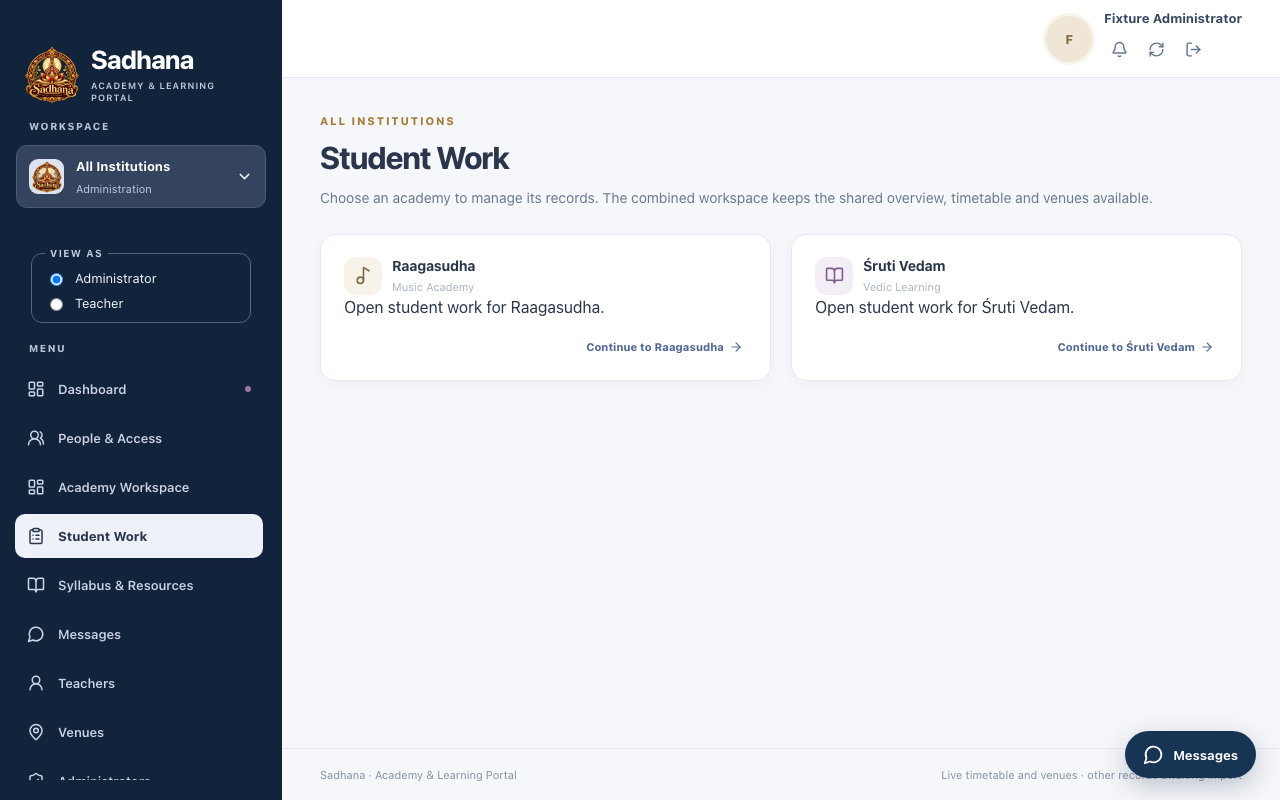 Sadhana
ACADEMY & LEARNING
PORTAL
Sadhana
WORKSPACE
All Institutions
Administration
VIEW AS
Administrator
Teacher
MENU
Dashboard
People & Access
Academy Workspace
Student Work
Syllabus & Resources
Messages
Teachers
Venues
Administrators
F
Fixture Administrator
ALL INSTITUTIONS
Student Work
Choose an academy to manage its records. The combined workspace keeps the shared overview, timetable and venues available.
Raagasudha
Music Academy
Open student work for Raagasudha.
Continue to Raagasudha
Śruti Vedam
Vedic Learning
Open student work for Śruti Vedam.
Continue to Śruti Vedam
Sadhana · Academy & Learning Portal
Live timetable and venues · other records awaiting import
Messages